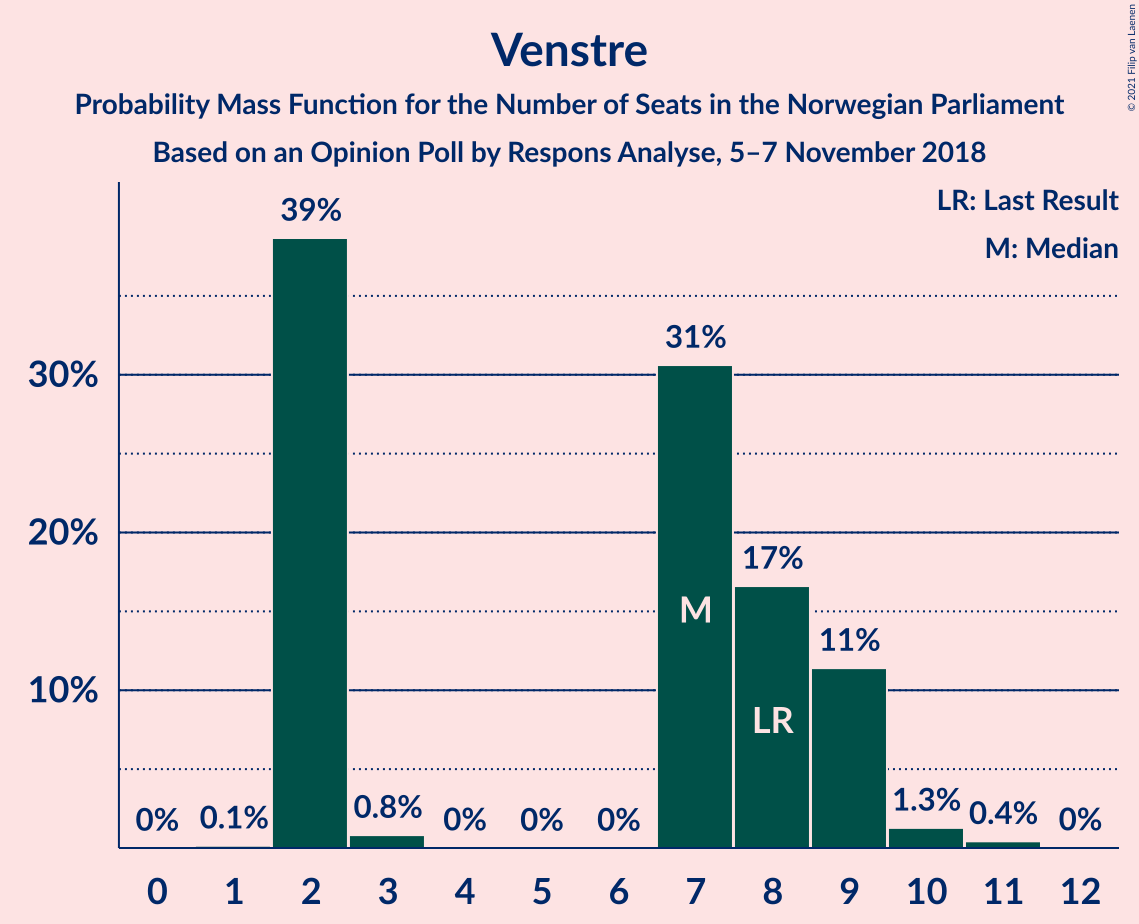 Venstre
Probability Mass Function for the Number of Seats in the Norwegian Parliament
Based on an Opinion Poll by Respons Analyse, 5–7 November 2018
© 2021 Filip van Laenen
LR: Last Result
M: Median
39%
31%
30%
20%
17%
M
11%
10%
LR
0%
0.1%
0.8%
0%
0%
0%
1.3%
0.4%
0%
0 1 2 3 4 5 6 7 8 9 10 11 12